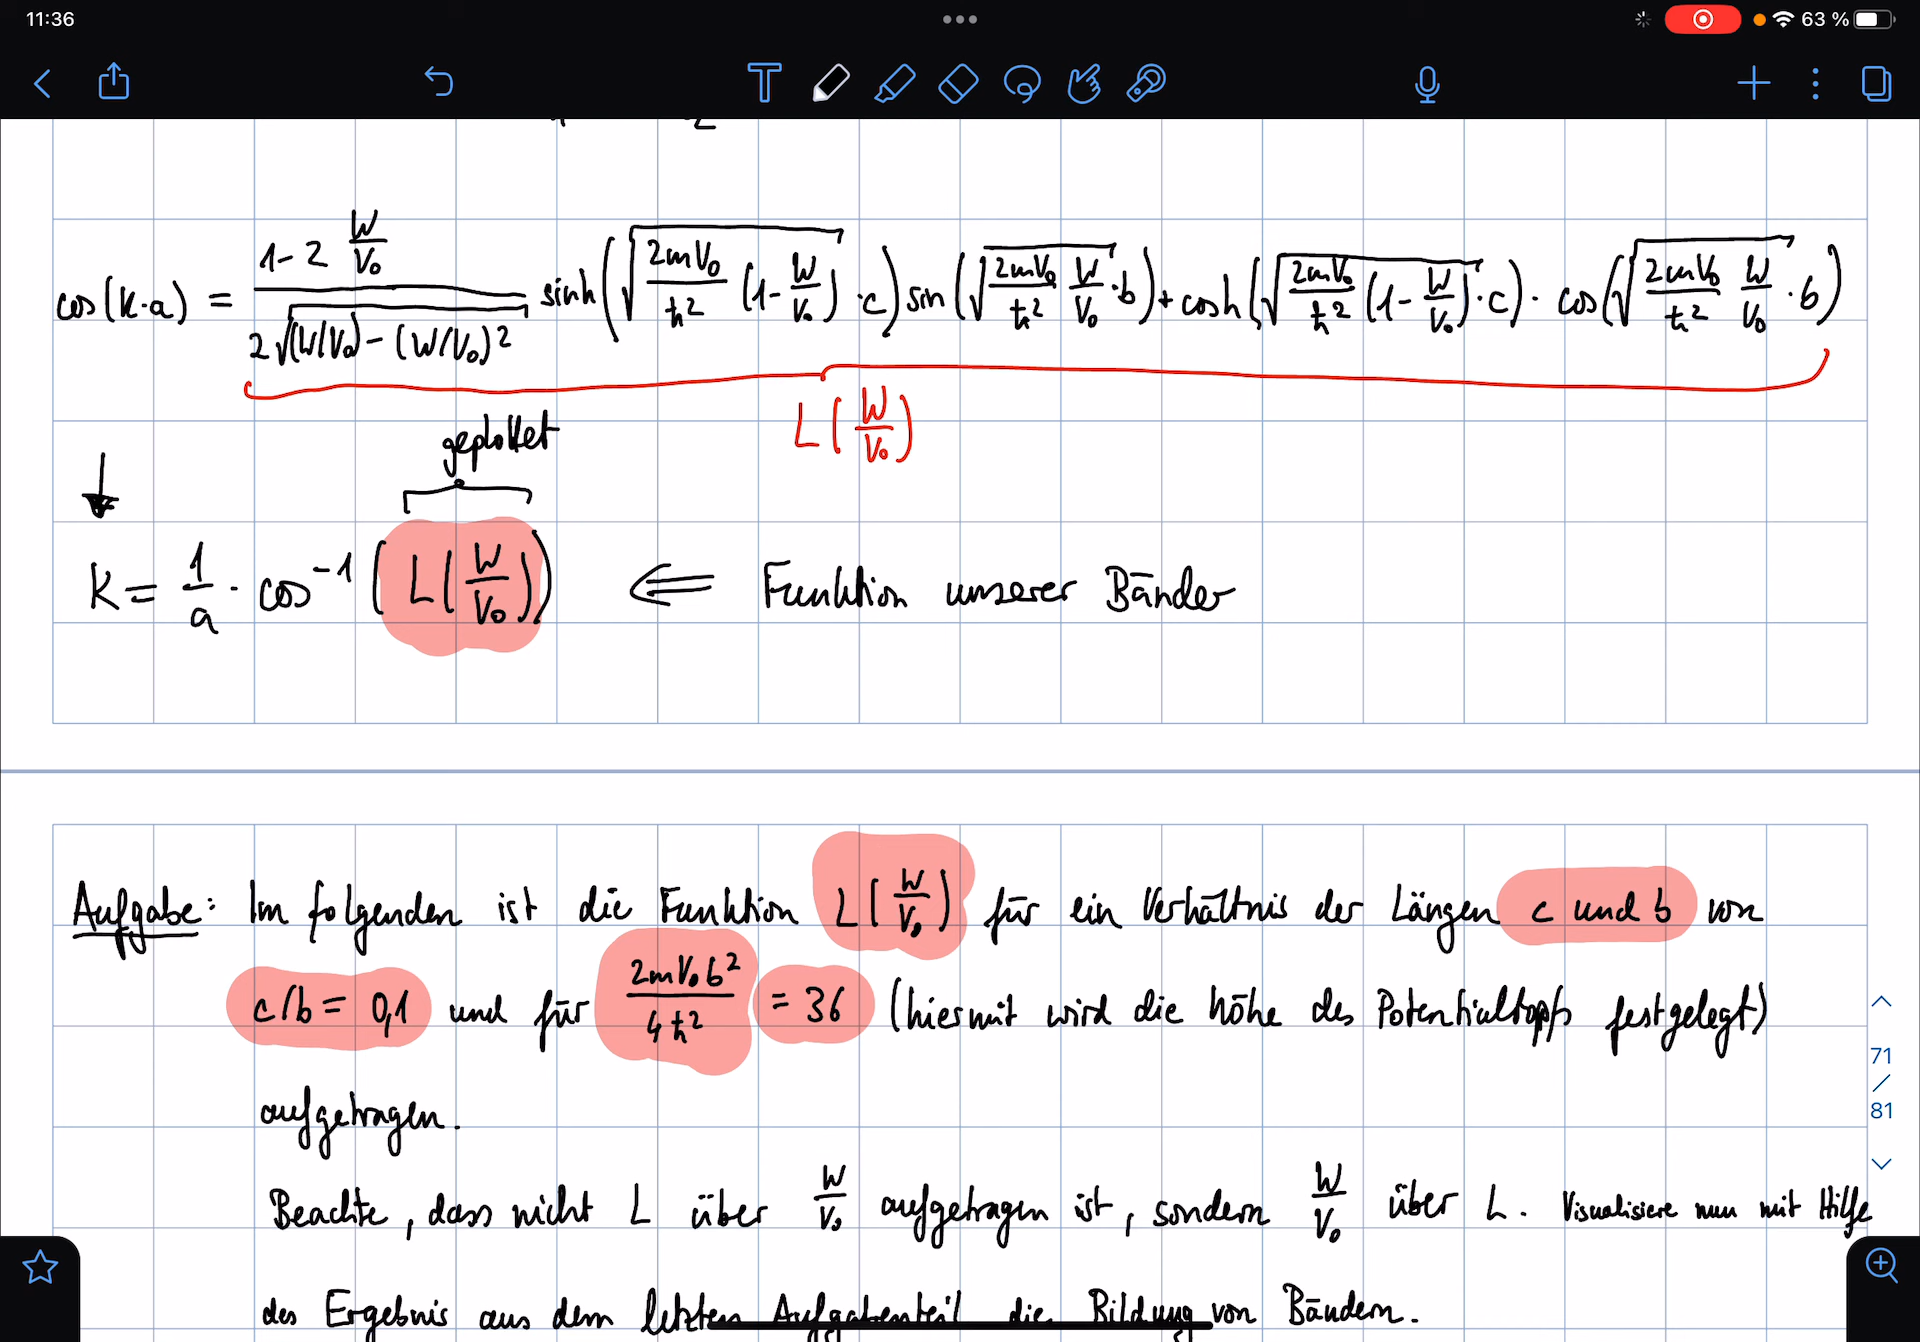 11:36
63 %
cos(k·a) = (1-2 W/V₀)/(2√((W/V₀)-(W/V₀)²)) sinh(√(2mV₀/ħ² (1-W/V₀)·c) sin(√(2mV₀/ħ² W/V₀·b) + cosh(√(2mV₀/ħ² (1-W/V₀)·c)· cos(√(2mV₀/ħ² W/V₀·b)
L(W/V₀)
geplottet
K = 1/a · cos⁻¹(L(W/V₀)) ⇐ Funktion unserer Bänder
Aufgabe: Im folgenden ist die Funktion L(W/V₀) für ein Verhältnis der Längen c und b von
c/b = 0,1 und für 2mV₀b²/4ħ² = 36 (hiermit wird die höhe des Potentialtopfs festgelegt)
aufgetragen.
Beachte, dass nicht L über W/V₀ aufgetragen ist, sondern W/V₀ über L. Visualisiere nun mit Hilfe
des Ergebnis aus dem letzten Aufgabenteil die Bildung von Bändern.
71
/
81